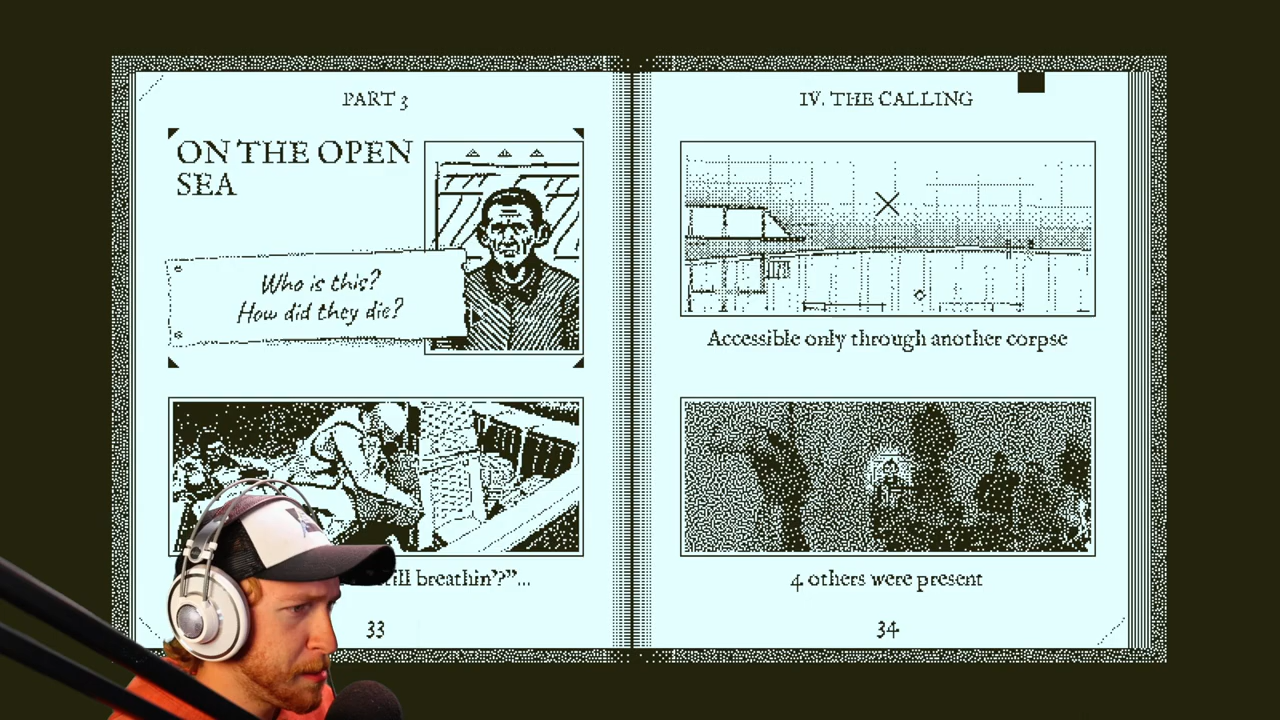 PART 3
ON THE OPEN
SEA
Who is this?
How did they die?
breathin'?"...
33
IV. THE CALLING
Accessible only through another corpse
4 others were present
34